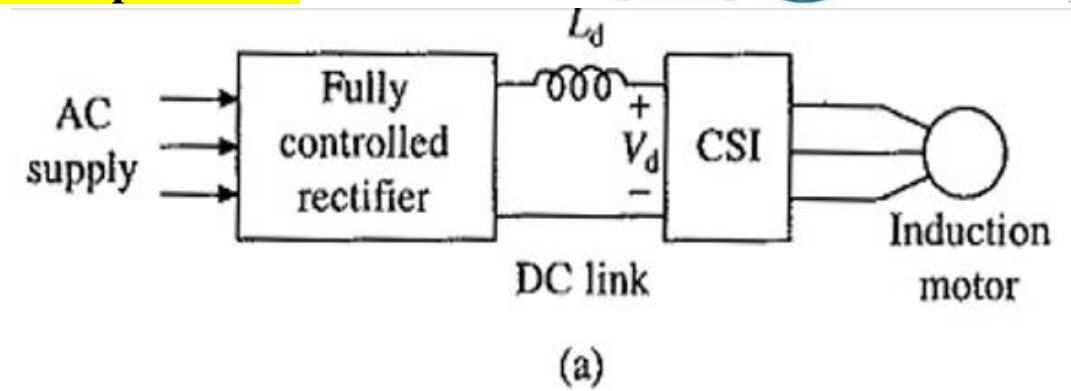 L_d
AC
supply
Fully
controlled
rectifier
+
V_d
−
CSI
Induction
motor
DC link
(a)